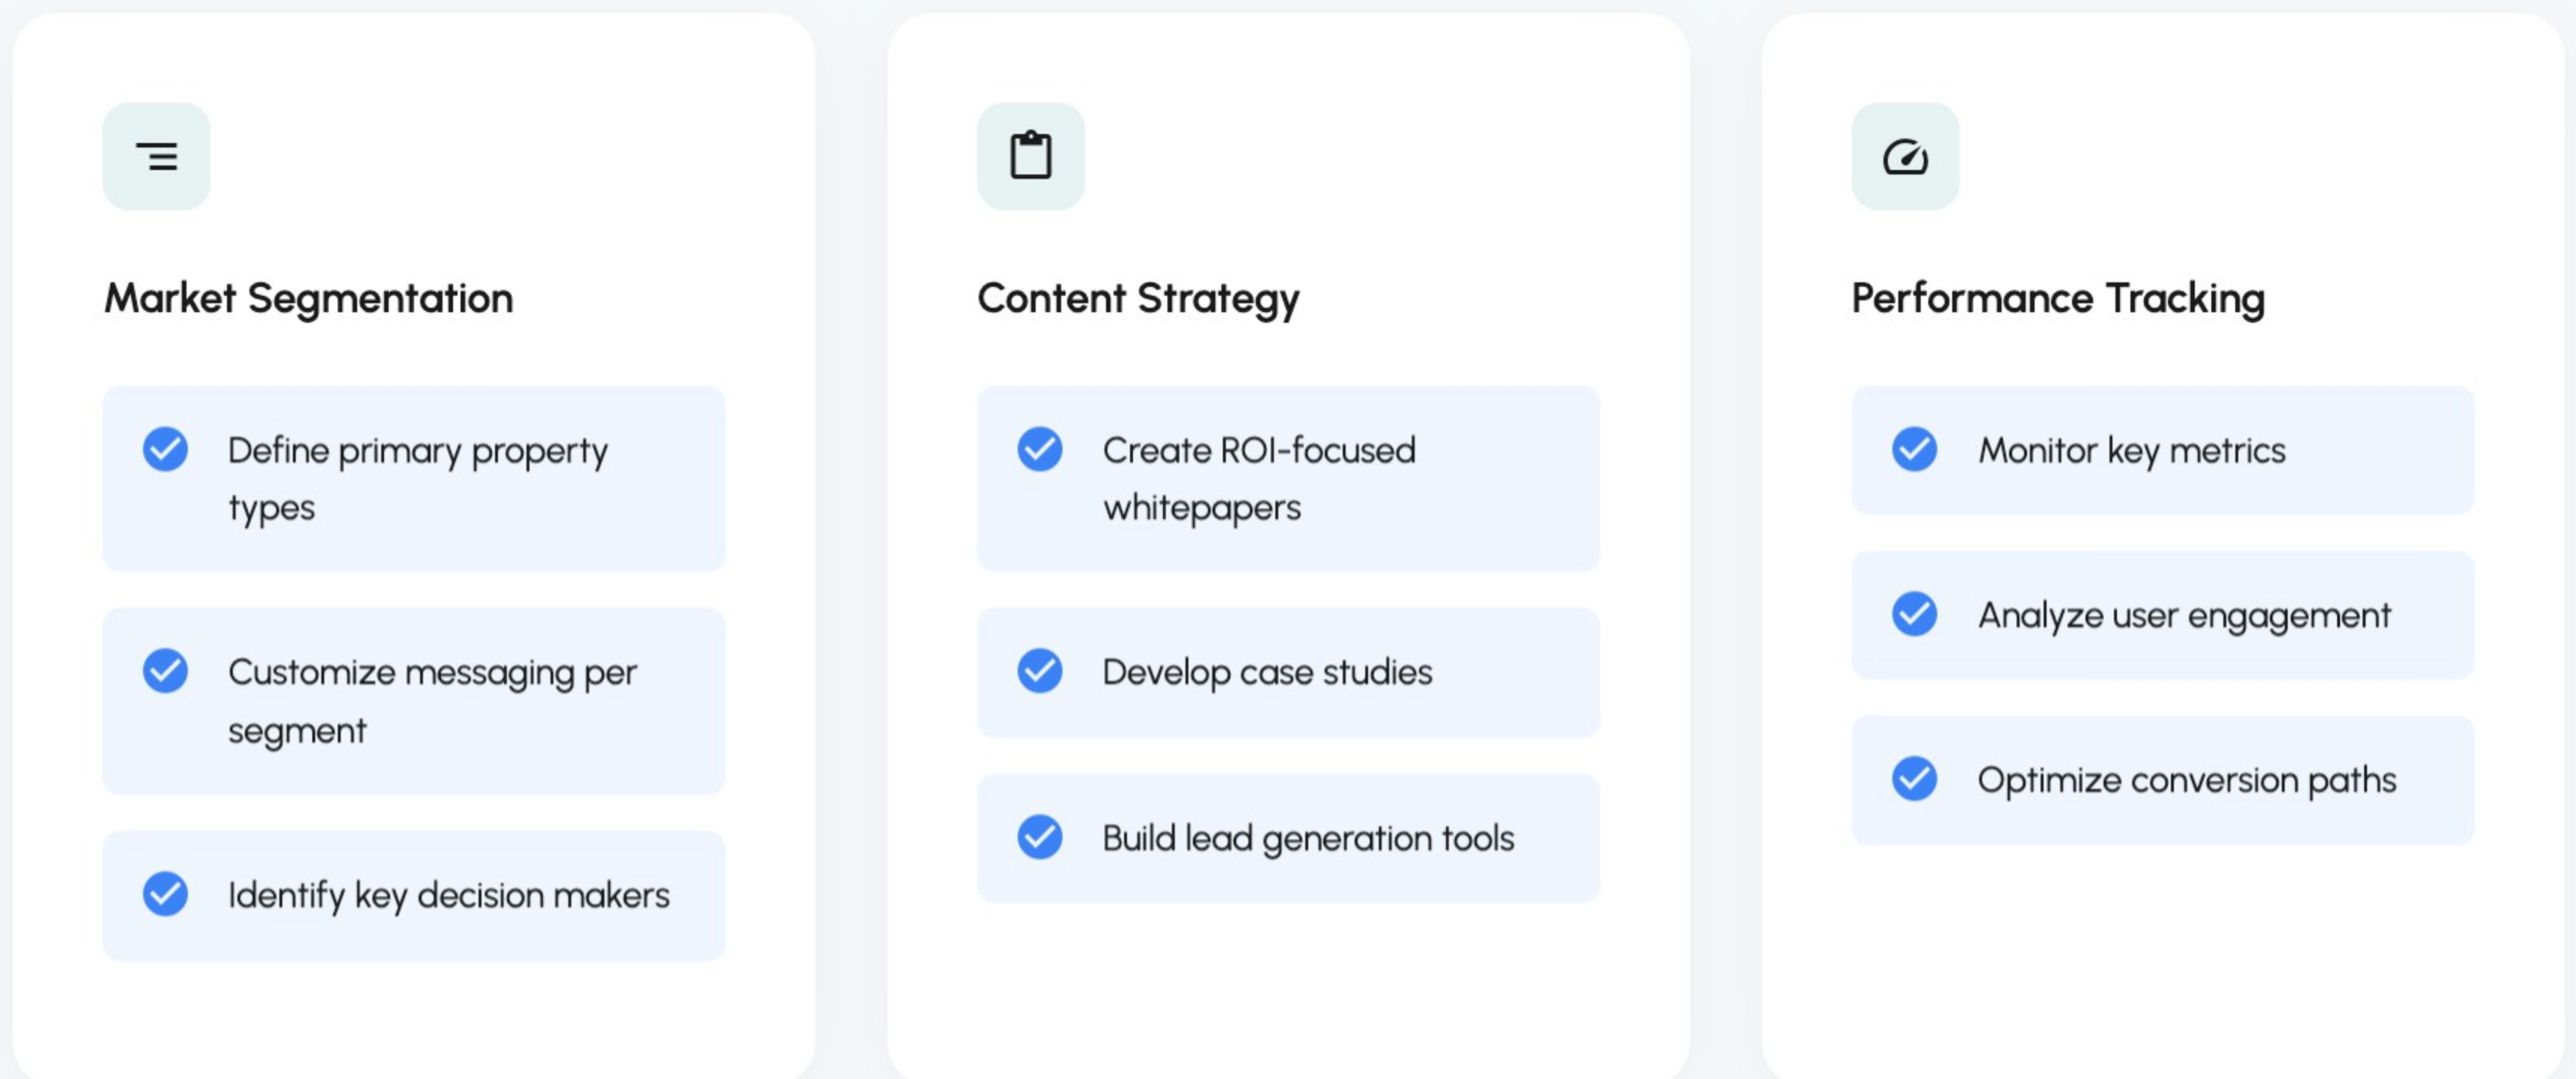 Market Segmentation
Define primary property
types
Customize messaging per
segment
Identify key decision makers
Content Strategy
Create ROI-focused
whitepapers
Develop case studies
Build lead generation tools
Performance Tracking
Monitor key metrics
Analyze user engagement
Optimize conversion paths